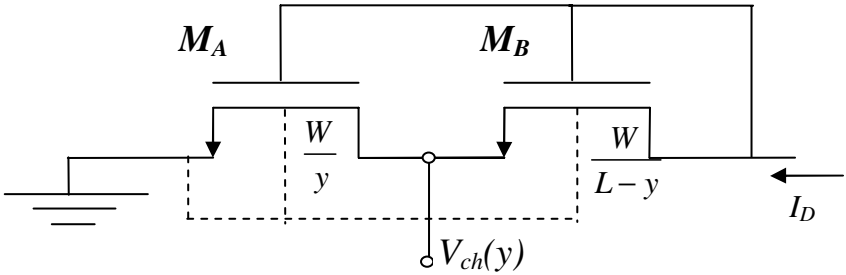 M_A
M_B
W/y
W/(L – y)
I_D
V_ch(y)